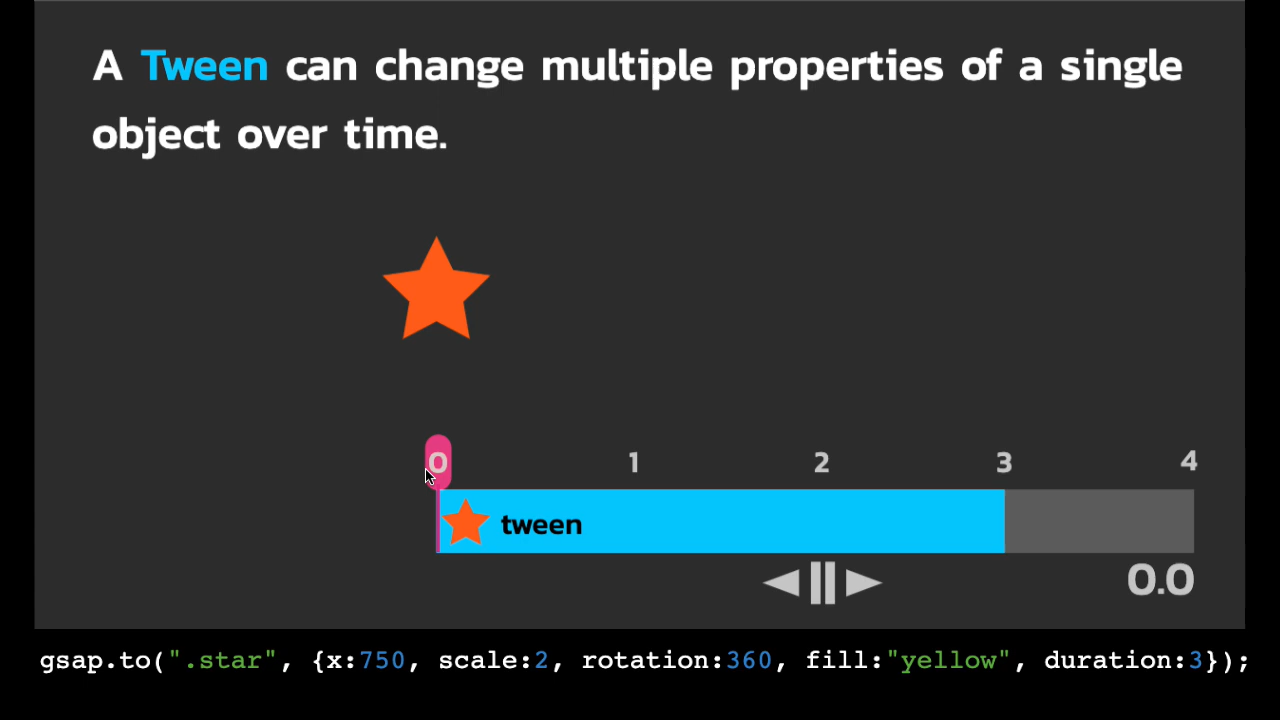 A Tween can change multiple properties of a single
object over time.
0 1 2 3 4
tween
0.0
gsap.to(".star", {x:750, scale:2, rotation:360, fill:"yellow", duration:3});